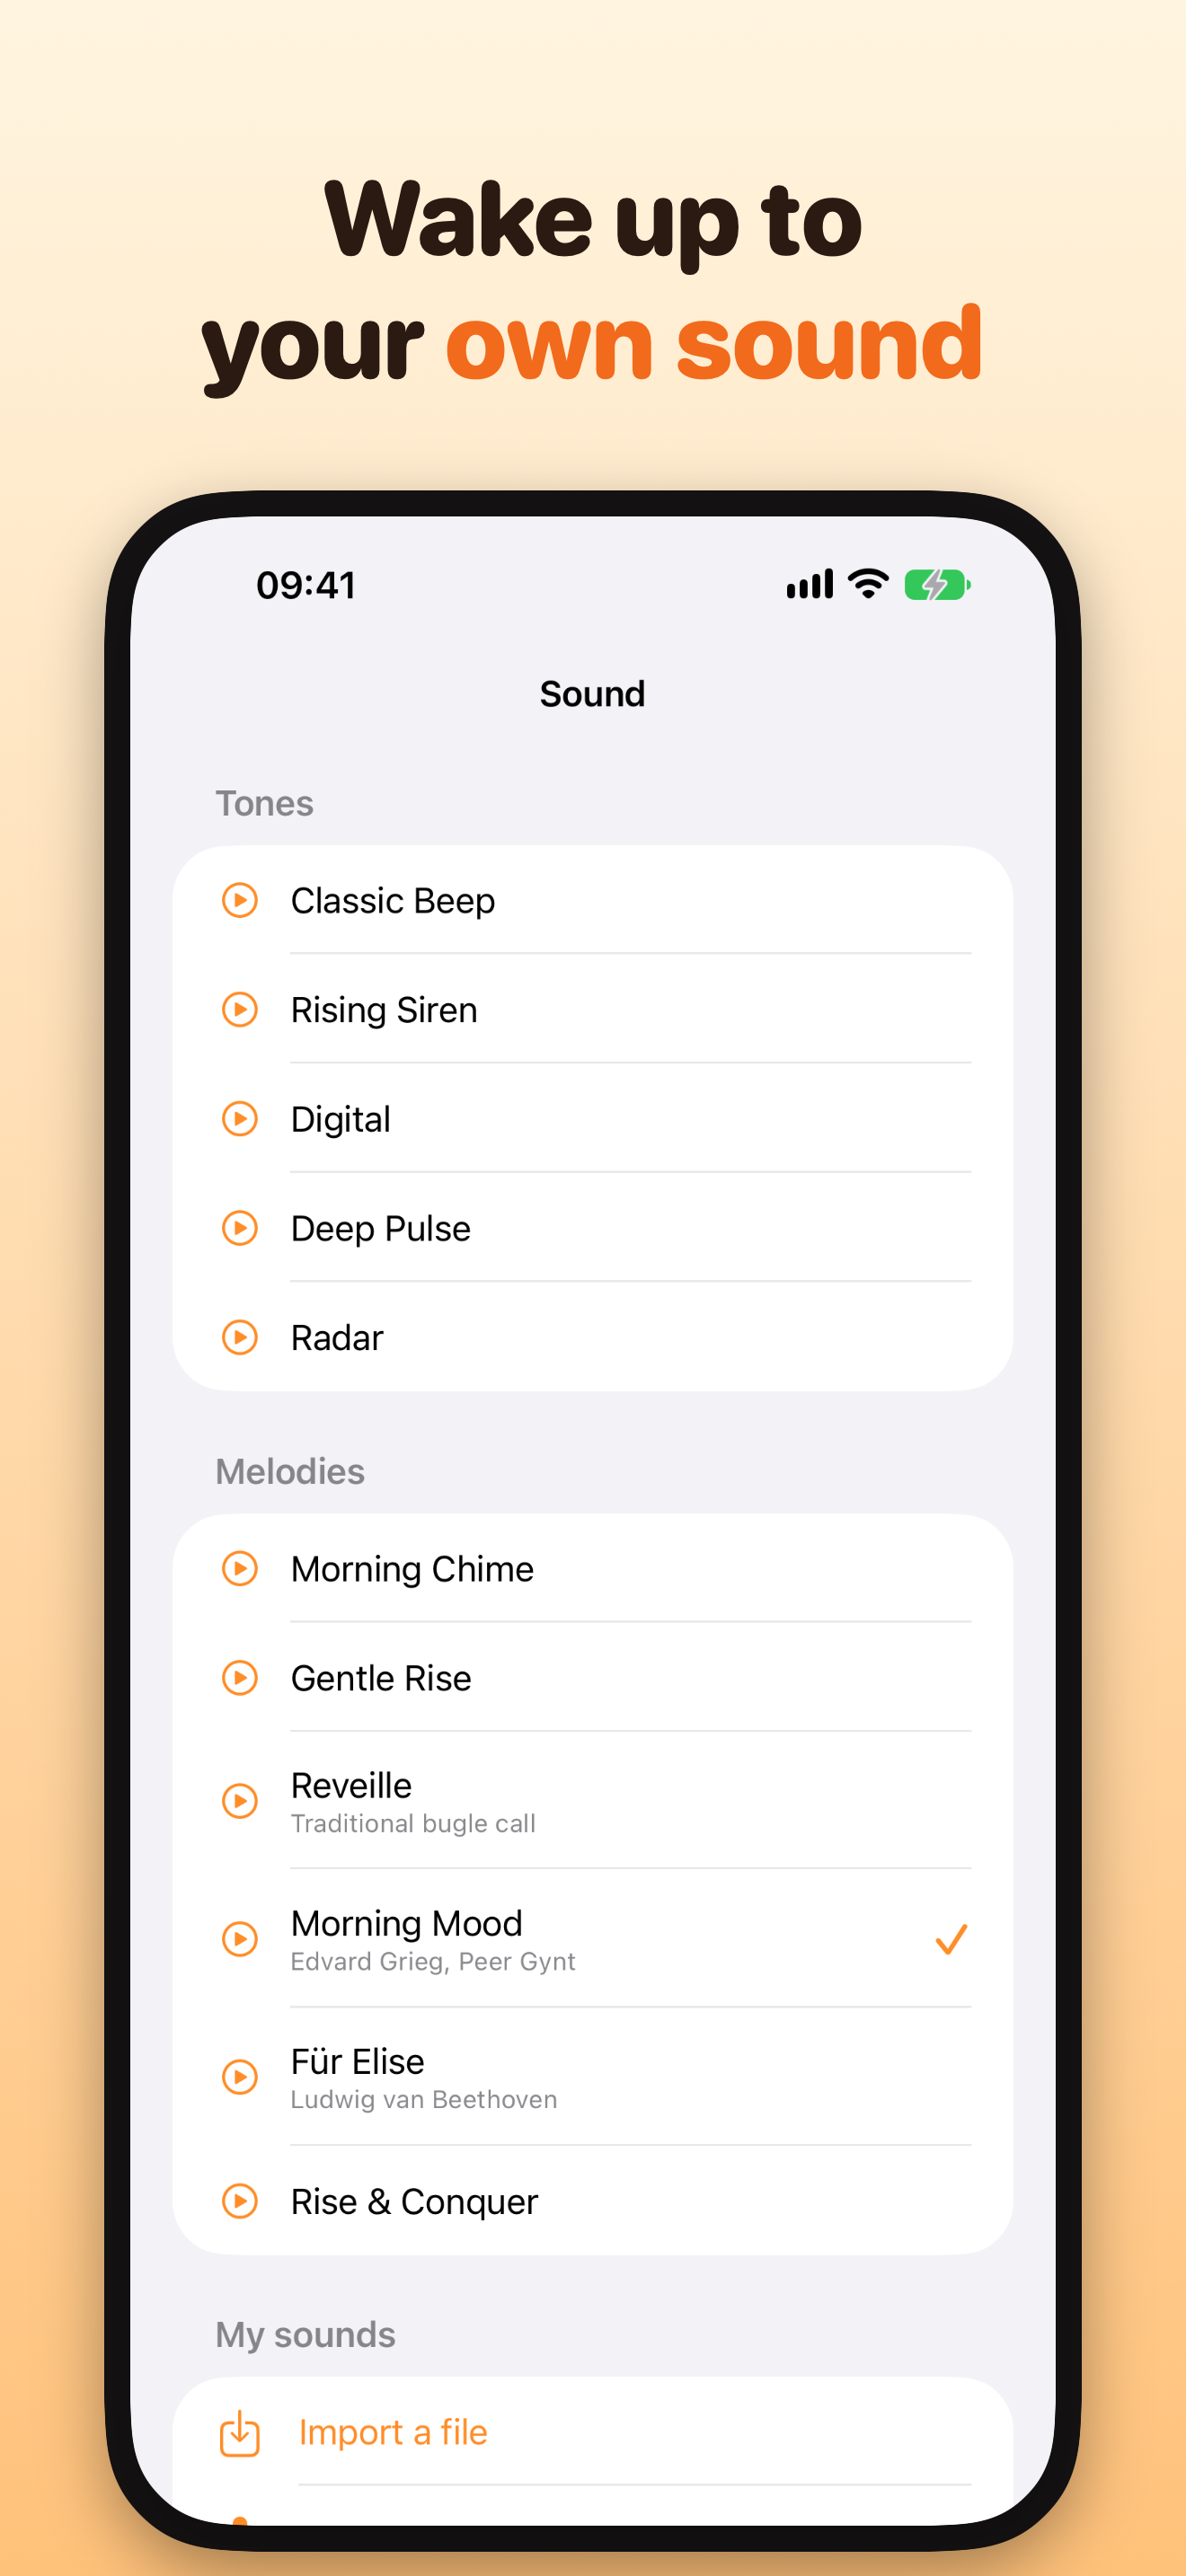 Wake up to
your own sound
09:41
Sound
Tones
Classic Beep
Rising Siren
Digital
Deep Pulse
Radar
Melodies
Morning Chime
Gentle Rise
Reveille
Traditional bugle call
Morning Mood
Edvard Grieg, Peer Gynt
Für Elise
Ludwig van Beethoven
Rise & Conquer
My sounds
Import a file